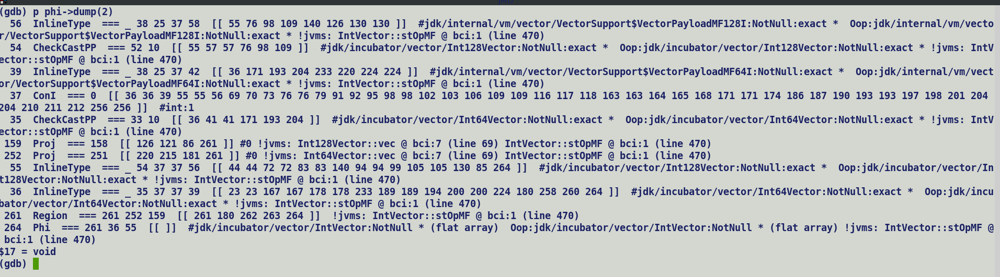 (gdb) p phi->dump(2)
56 InlineType === _ 38 25 37 58 [[ 55 76 98 109 140 126 130 130 ]] #jdk/internal/vm/vector/VectorSupport$VectorPayloadMF128I:NotNull:exact * Oop:jdk/internal/vm/vecto
r/VectorSupport$VectorPayloadMF128I:NotNull:exact * !jvms: IntVector::stOpMF @ bci:1 (line 470)
54 CheckCastPP === 52 10 [[ 55 57 57 76 98 109 ]] #jdk/incubator/vector/Int128Vector:NotNull:exact * Oop:jdk/incubator/vector/Int128Vector:NotNull:exact * !jvms: IntV
ector::stOpMF @ bci:1 (line 470)
39 InlineType === _ 38 25 37 42 [[ 36 171 193 204 233 220 224 224 ]] #jdk/internal/vm/vector/VectorSupport$VectorPayloadMF64I:NotNull:exact * Oop:jdk/internal/vm/vect
or/VectorSupport$VectorPayloadMF64I:NotNull:exact * !jvms: IntVector::stOpMF @ bci:1 (line 470)
37 ConI === 0 [[ 36 36 39 55 55 56 69 70 73 76 76 79 91 92 95 98 98 102 103 106 109 109 116 117 118 163 163 164 165 168 171 171 174 186 187 190 193 193 197 198 201 204
204 210 211 212 256 256 ]] #int:1
35 CheckCastPP === 33 10 [[ 36 41 41 171 193 204 ]] #jdk/incubator/vector/Int64Vector:NotNull:exact * Oop:jdk/incubator/vector/Int64Vector:NotNull:exact * !jvms: IntV
ector::stOpMF @ bci:1 (line 470)
159 Proj === 158 [[ 126 121 86 261 ]] #0 !jvms: Int128Vector::vec @ bci:7 (line 69) IntVector::stOpMF @ bci:1 (line 470)
252 Proj === 251 [[ 220 215 181 261 ]] #0 !jvms: Int64Vector::vec @ bci:7 (line 69) IntVector::stOpMF @ bci:1 (line 470)
55 InlineType === _ 54 37 37 56 [[ 44 44 72 72 83 83 140 94 94 99 105 105 130 85 264 ]] #jdk/incubator/vector/Int128Vector:NotNull:exact * Oop:jdk/incubator/vector/In
t128Vector:NotNull:exact * !jvms: IntVector::stOpMF @ bci:1 (line 470)
36 InlineType === _ 35 37 37 39 [[ 23 23 167 167 178 178 233 189 189 194 200 200 224 180 258 260 264 ]] #jdk/incubator/vector/Int64Vector:NotNull:exact * Oop:jdk/incu
bator/vector/Int64Vector:NotNull:exact * !jvms: IntVector::stOpMF @ bci:1 (line 470)
261 Region === 261 252 159 [[ 261 180 262 263 264 ]] !jvms: IntVector::stOpMF @ bci:1 (line 470)
264 Phi === 261 36 55 [[ ]] #jdk/incubator/vector/IntVector:NotNull * (flat array) Oop:jdk/incubator/vector/IntVector:NotNull * (flat array) !jvms: IntVector::stOpMF @
bci:1 (line 470)
$17 = void
(gdb)